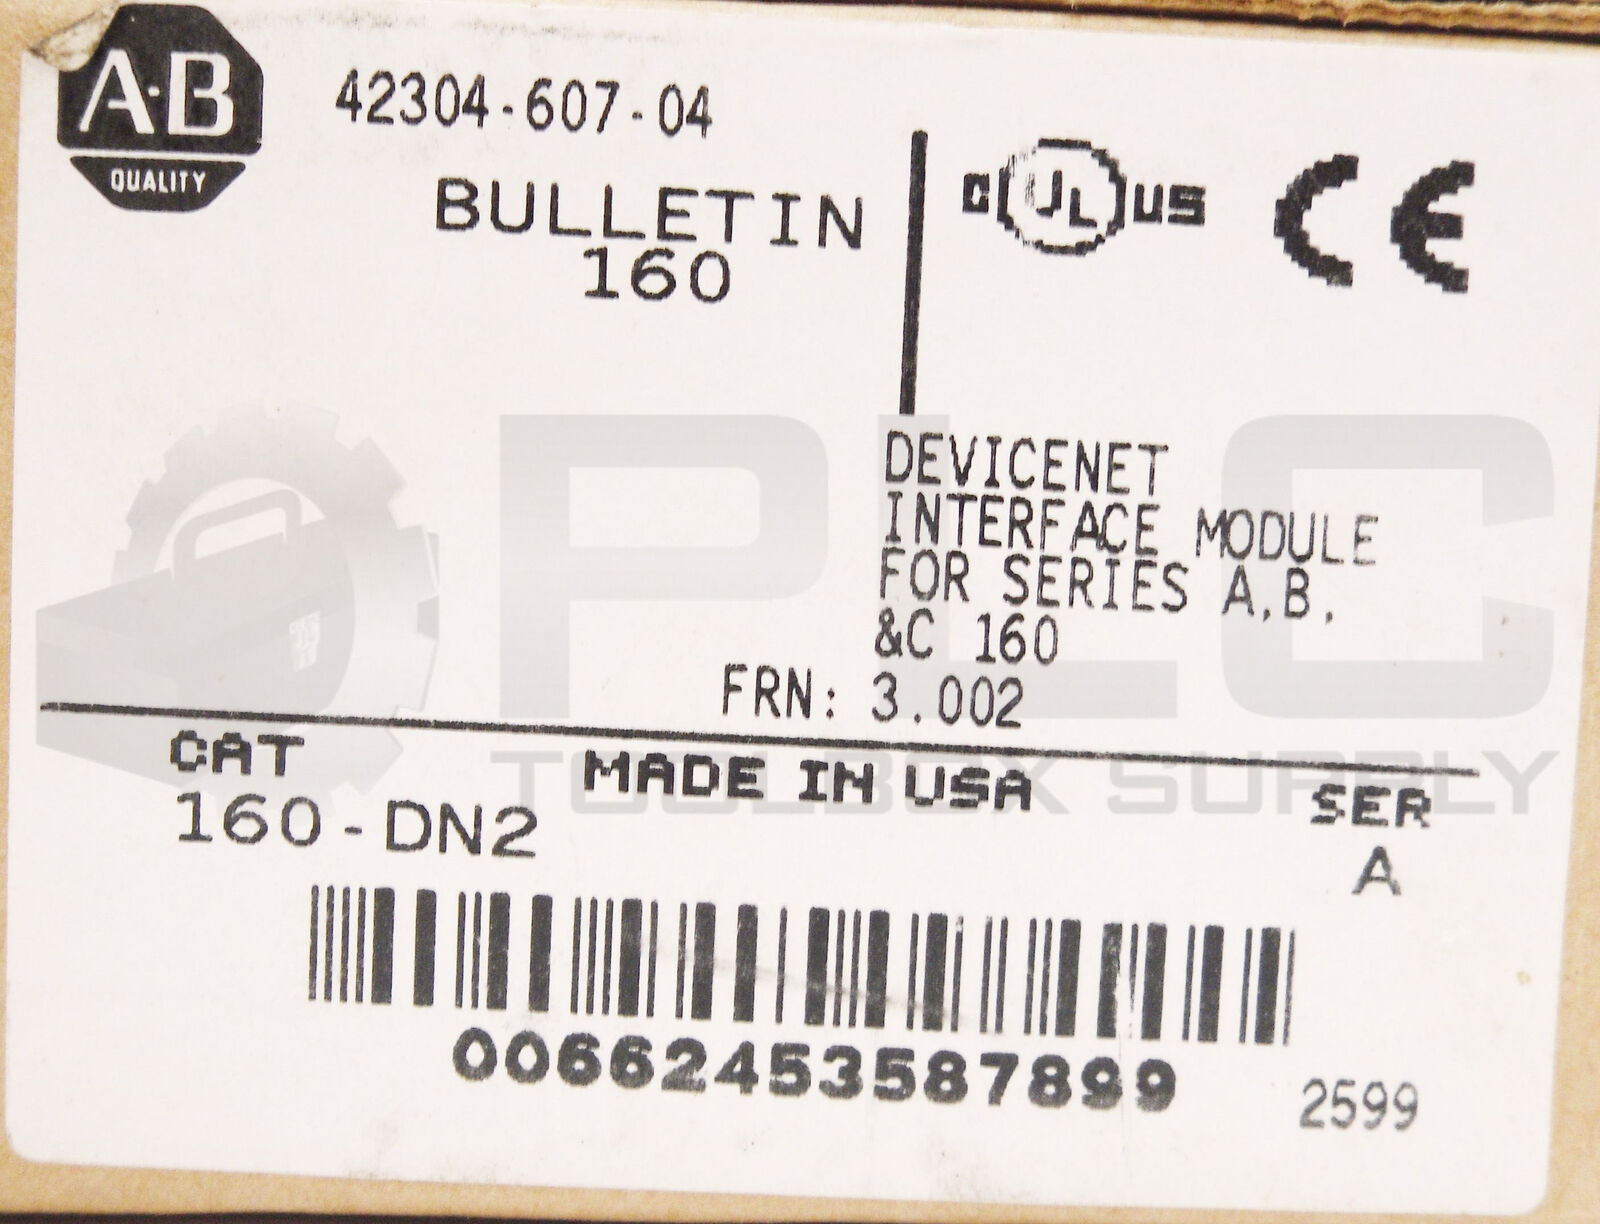 A-B
QUALITY
42304-607-04
BULLETIN
160
C UL US
CE
DEVICENET
INTERFACE MODULE
FOR SERIES A,B,
&C 160
FRN: 3.002
PLC
TOOLBOX SUPPLY
CAT
160-DN2
MADE IN USA
SER
A
00662453587899
2599